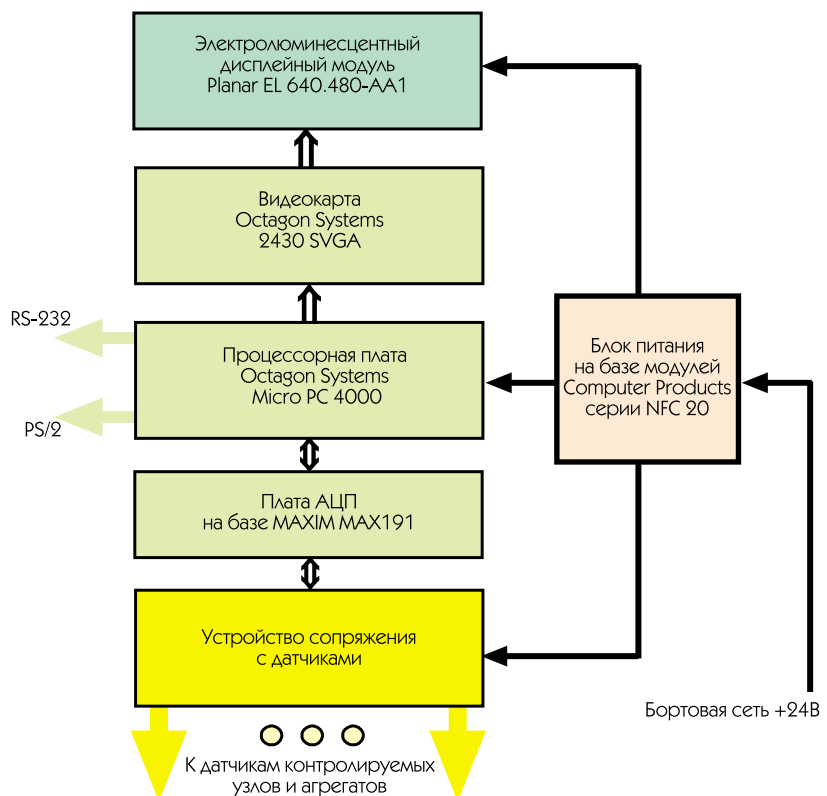 Электролюминесцентный
дисплейный модуль
Planar EL 640.480-AA1
Видеокарта
Octagon Systems
2430 SVGA
RS-232
Процессорная плата
Octagon Systems
Micro PC 4000
PS/2
Блок питания
на базе модулей
Computer Products
серии NFC 20
Плата АЦП
на базе MAXIM MAX191
Устройство сопряжения
с датчиками
Бортовая сеть +24В
К датчикам контролируемых
узлов и агрегатов